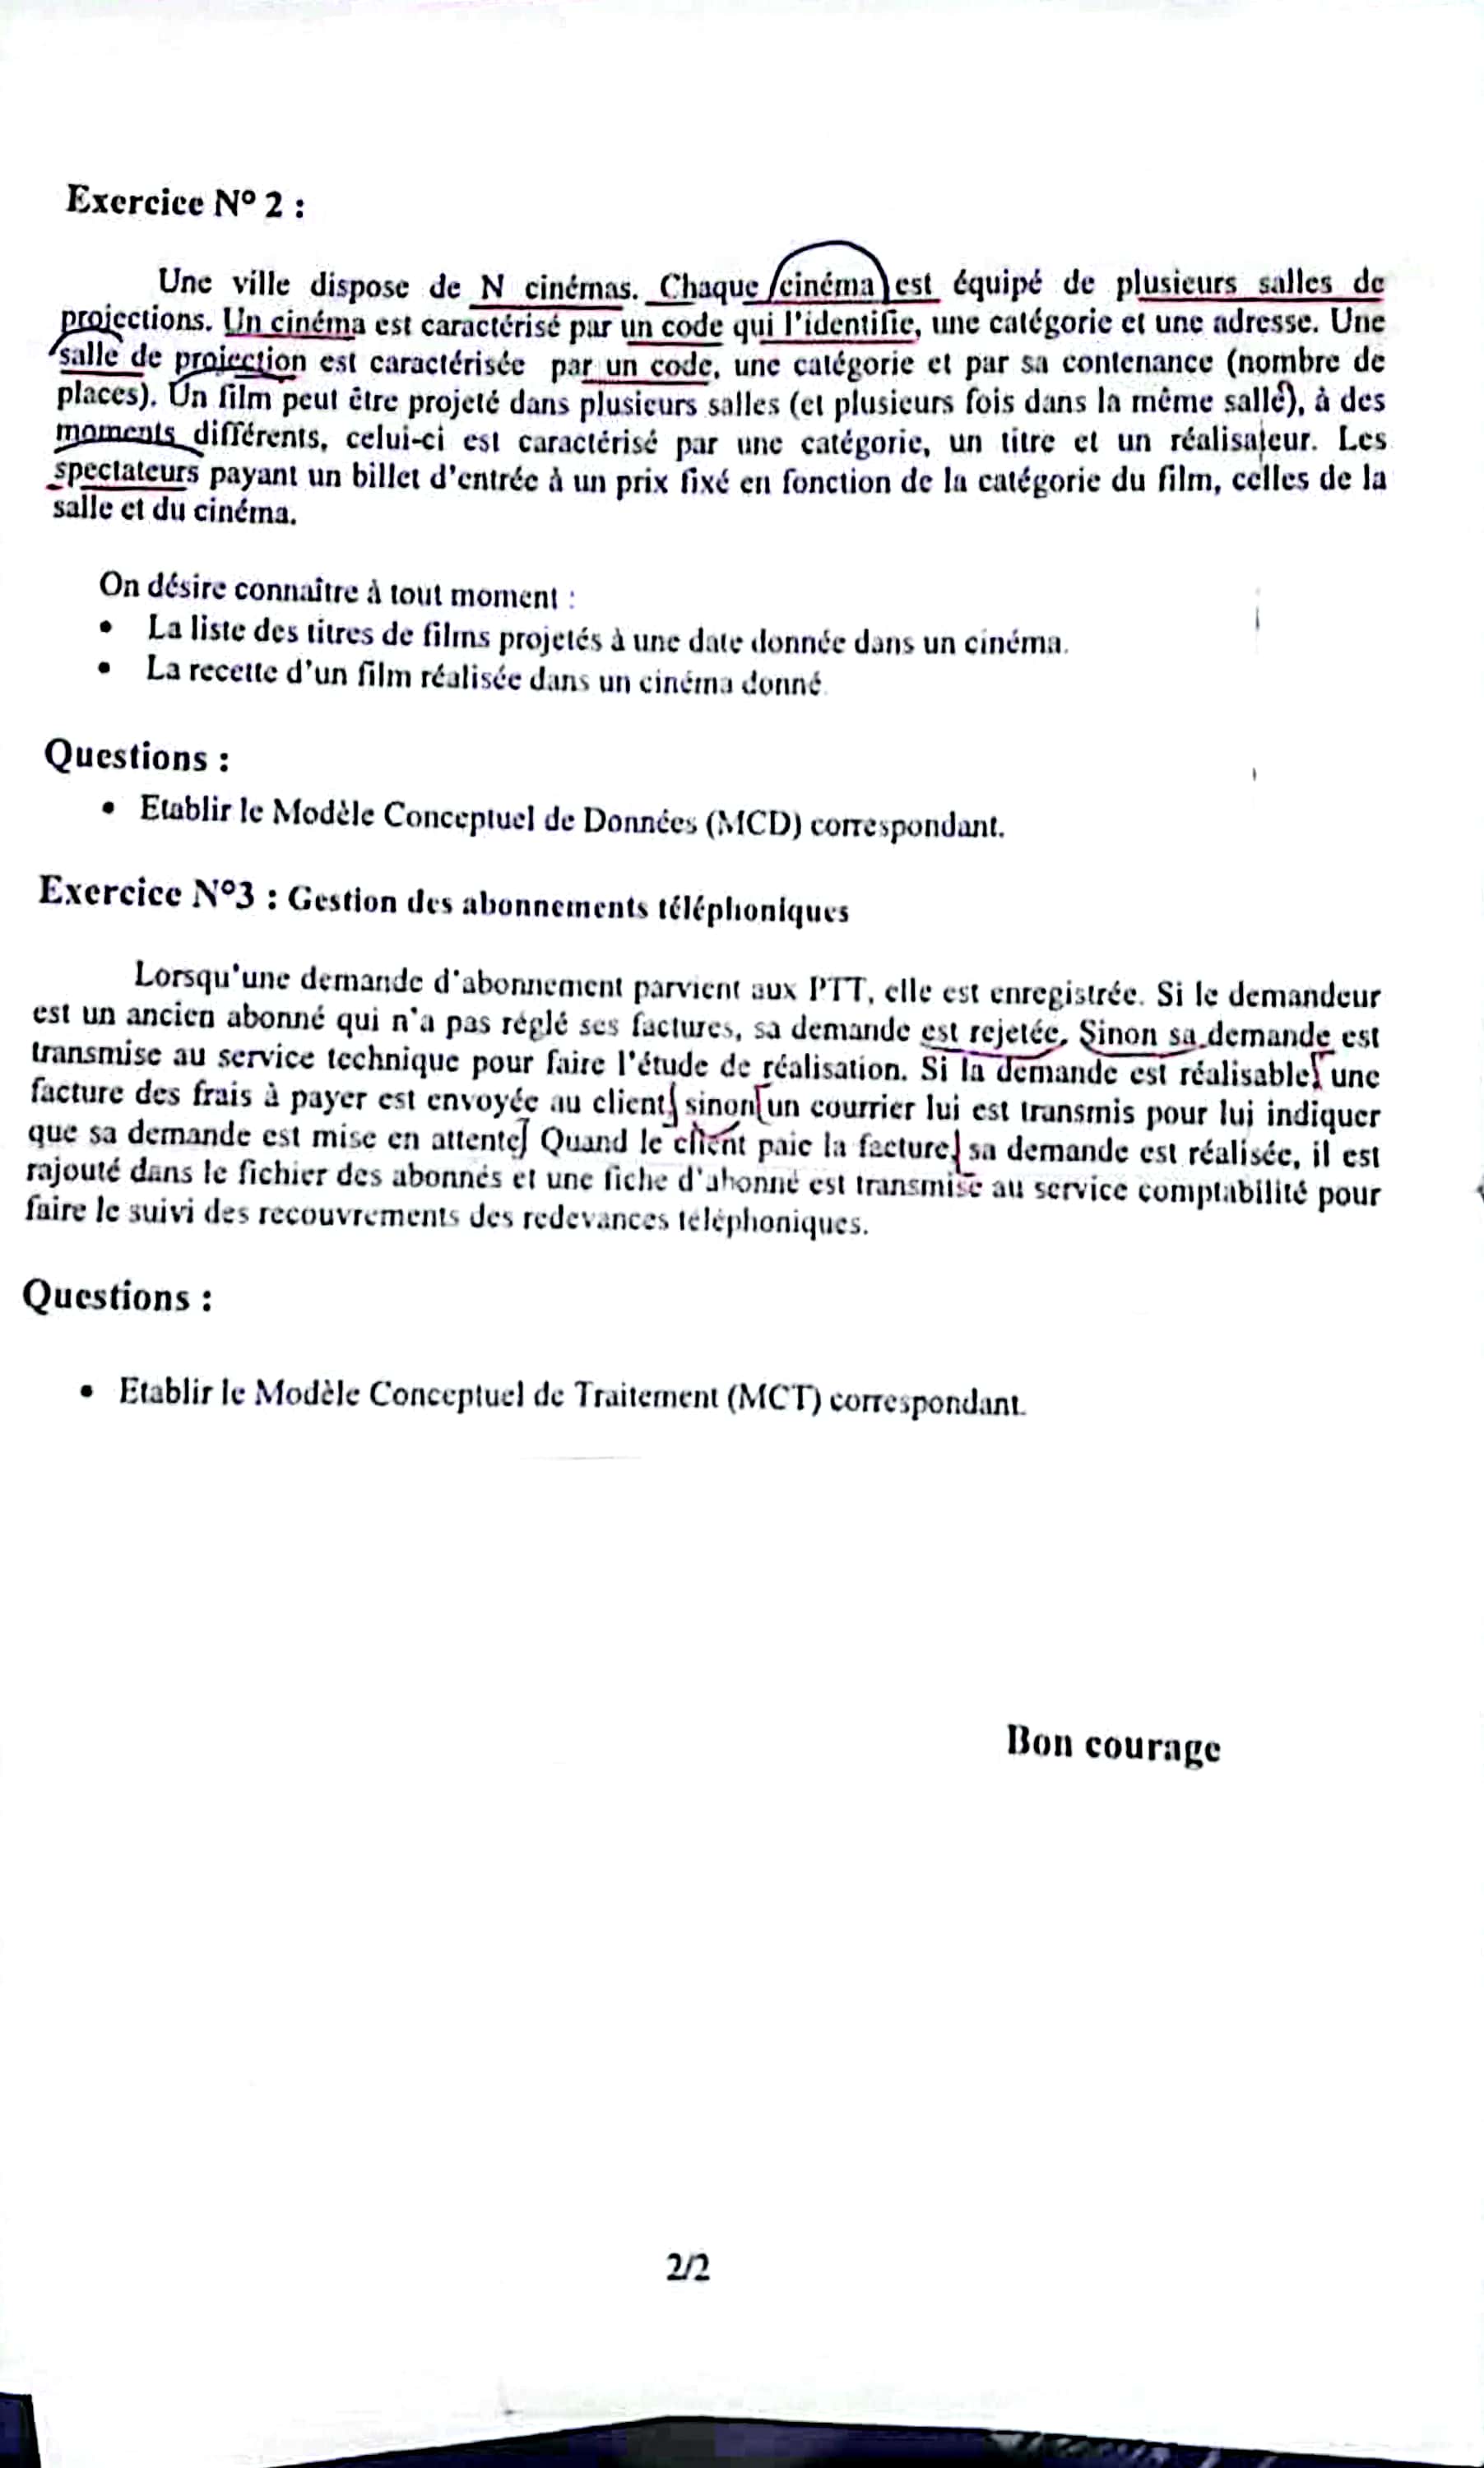 Exercice N° 2 :
Une ville dispose de N cinémas. Chaque cinéma est équipé de plusieurs salles de
projections. Un cinéma est caractérisé par un code qui l'identifie, une catégorie et une adresse. Une
salle de projection est caractérisée par un code, une catégorie et par sa contenance (nombre de
places). Un film peut être projeté dans plusieurs salles (et plusieurs fois dans la même salle), à des
moments différents, celui-ci est caractérisé par une catégorie, un titre et un réalisateur. Les
spectateurs payant un billet d'entrée à un prix fixé en fonction de la catégorie du film, celles de la
salle et du cinéma.
On désire connaître à tout moment :
• La liste des titres de films projetés à une date donnée dans un cinéma.
• La recette d'un film réalisée dans un cinéma donné.
Questions :
• Etablir le Modèle Conceptuel de Données (MCD) correspondant.
Exercice N°3 : Gestion des abonnements téléphoniques
Lorsqu'une demande d'abonnement parvient aux PTT, elle est enregistrée. Si le demandeur
est un ancien abonné qui n'a pas réglé ses factures, sa demande est rejetée. Sinon sa demande est
transmise au service technique pour faire l'étude de réalisation. Si la demande est réalisable, une
facture des frais à payer est envoyée au client, sinon un courrier lui est transmis pour lui indiquer
que sa demande est mise en attente. Quand le client paie la facture, sa demande est réalisée, il est
rajouté dans le fichier des abonnés et une fiche d'abonné est transmise au service comptabilité pour
faire le suivi des recouvrements des redevances téléphoniques.
Questions :
• Etablir le Modèle Conceptuel de Traitement (MCT) correspondant.
Bon courage
2/2